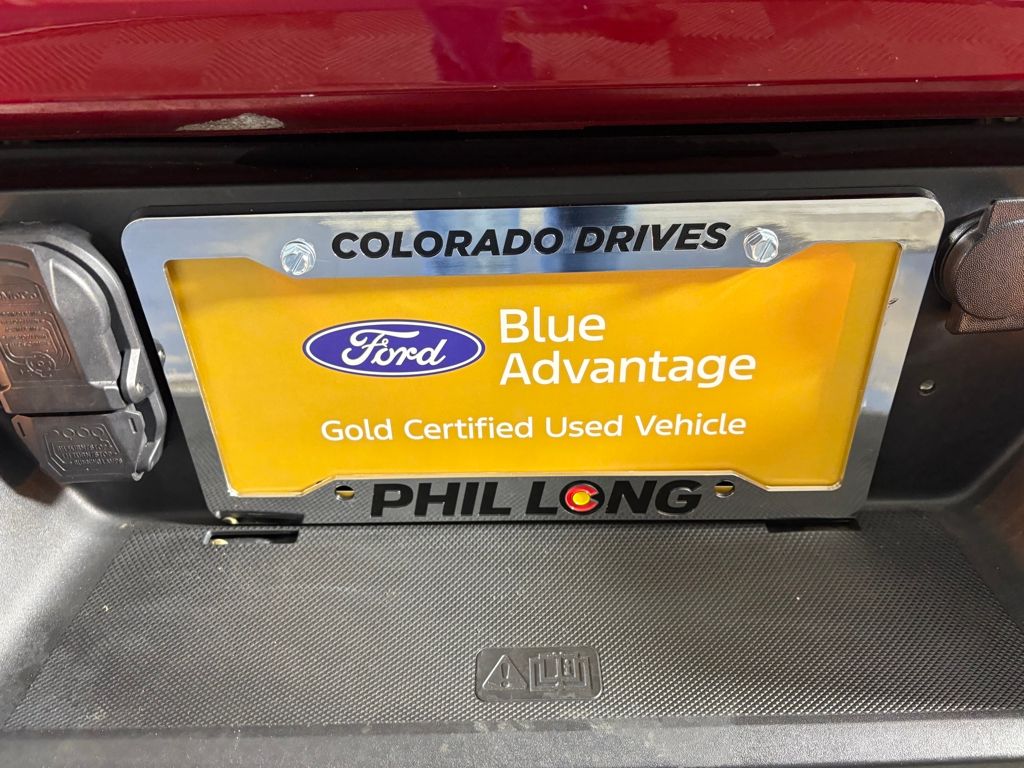 COLORADO DRIVES
Ford
Blue
Advantage
Gold Certified Used Vehicle
PHIL LONG